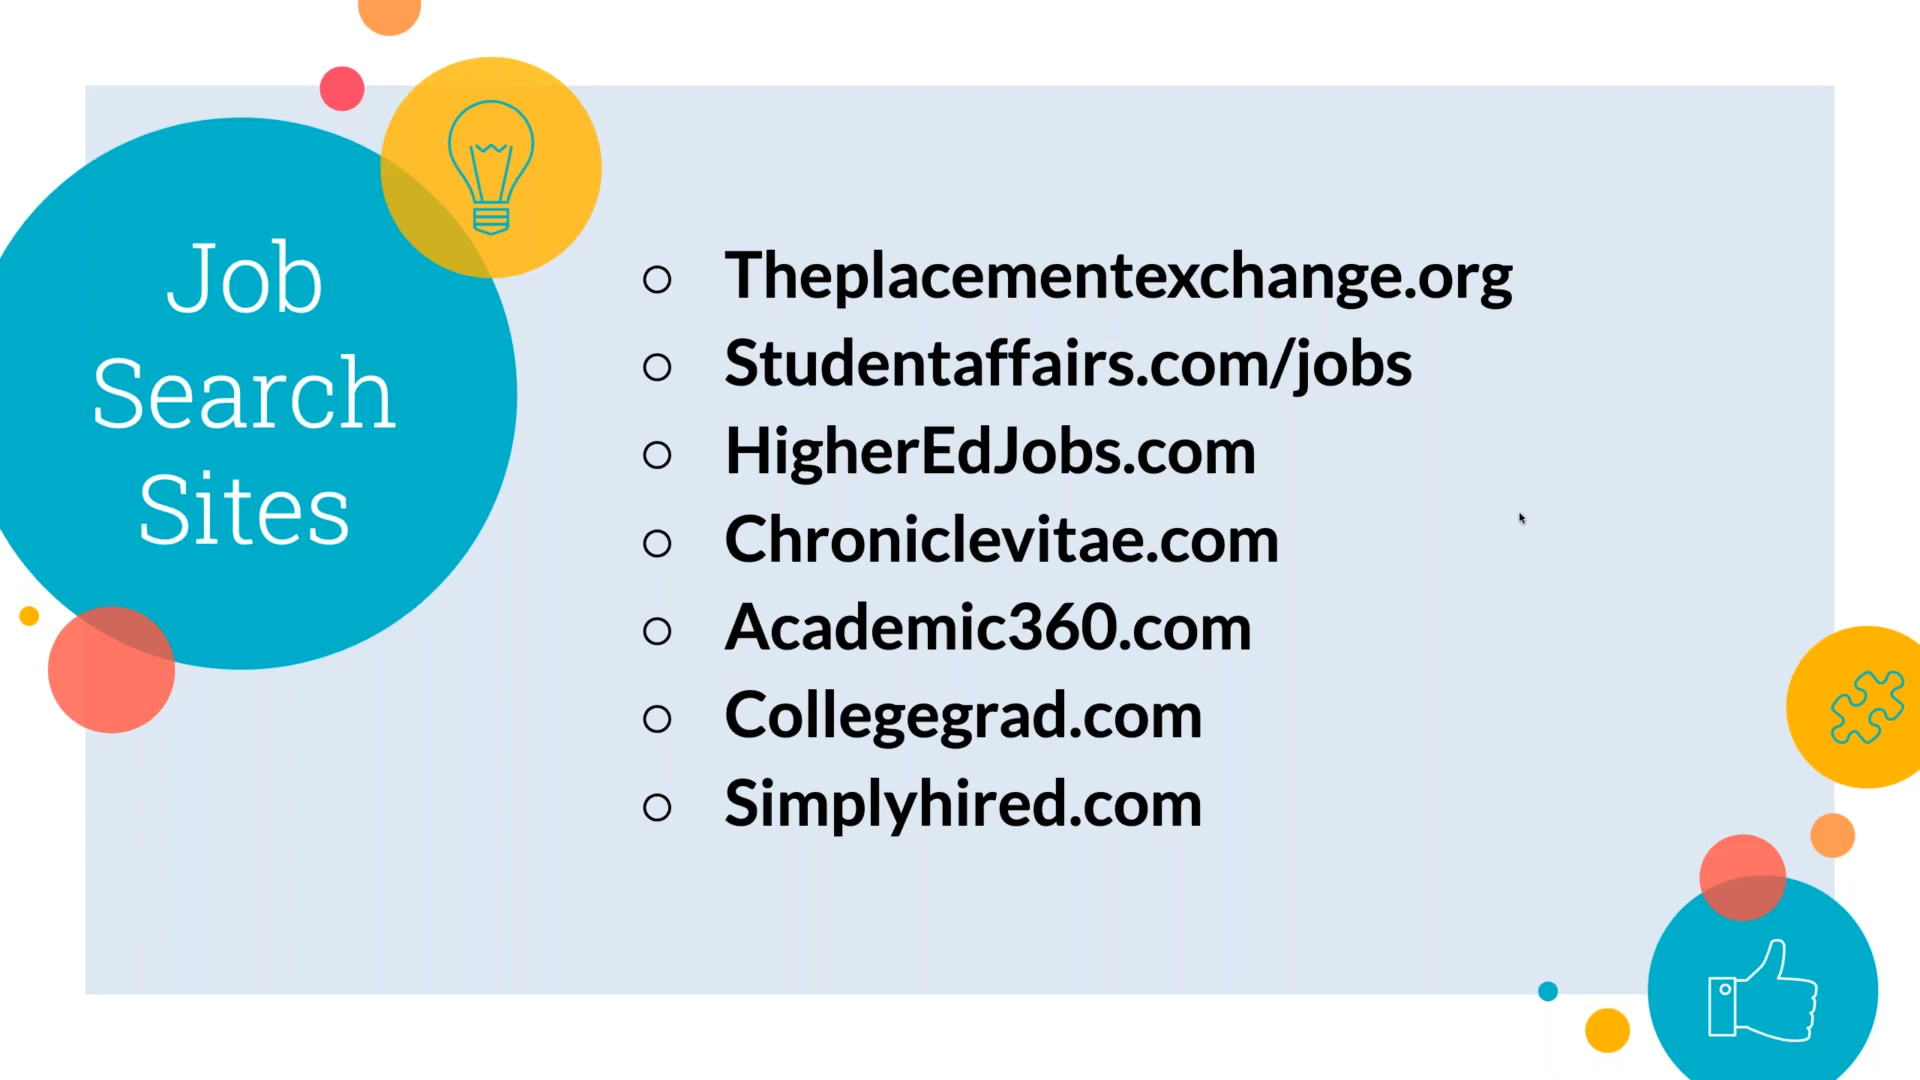 Job
Search
Sites
Theplacementexchange.org
Studentaffairs.com/jobs
HigherEdJobs.com
Chroniclevitae.com
Academic360.com
Collegegrad.com
Simplyhired.com